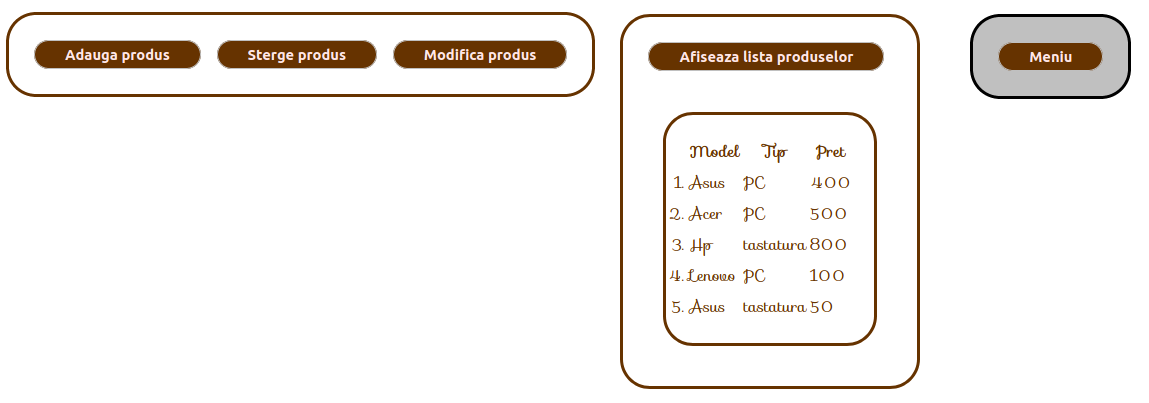 Adauga produs Sterge produs Modifica produs
Afiseaza lista produselor
Model Tip Pret
1. Asus PC 400
2. Acer PC 500
3. Hp tastatura 800
4. Lenovo PC 100
5. Asus tastatura 50
Meniu